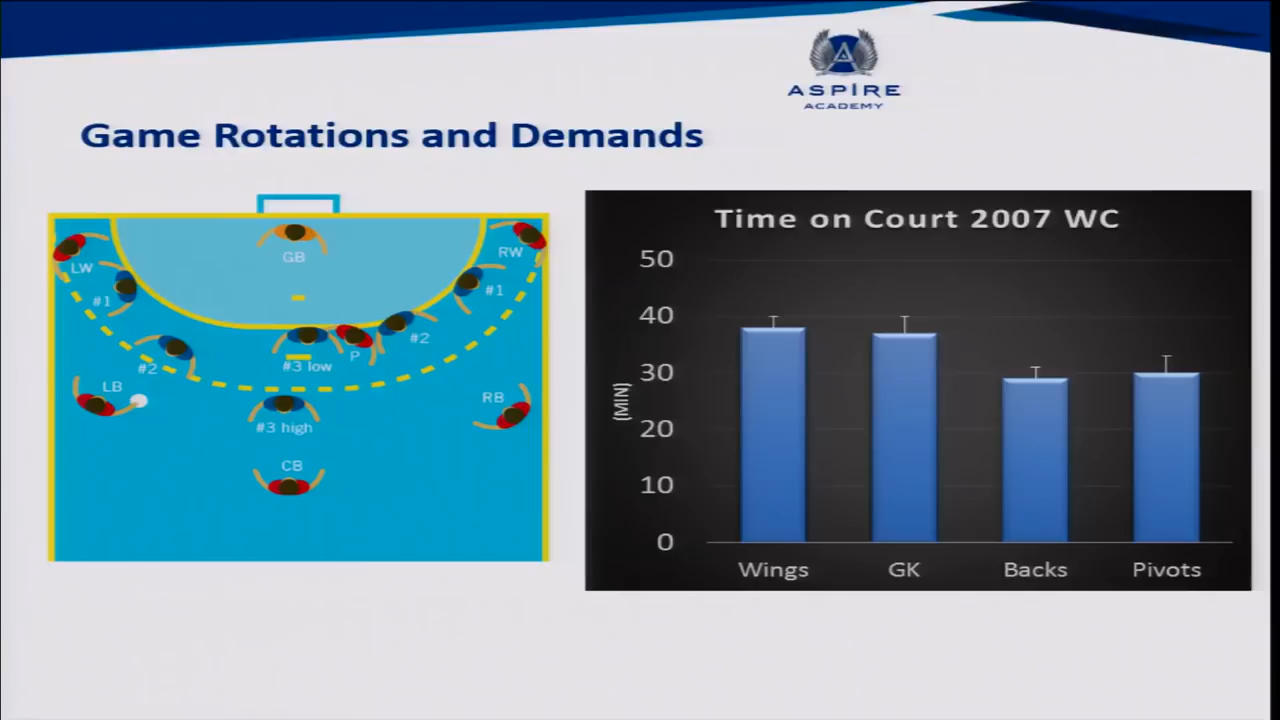 ASPIRE
ACADEMY
Game Rotations and Demands
GB
LW
RW
#1
#1
#2
#2
#3 low
P
LB
RB
#3 high
CB
Time on Court 2007 WC
50
40
30
20
10
0
(MIN)
Wings
GK
Backs
Pivots